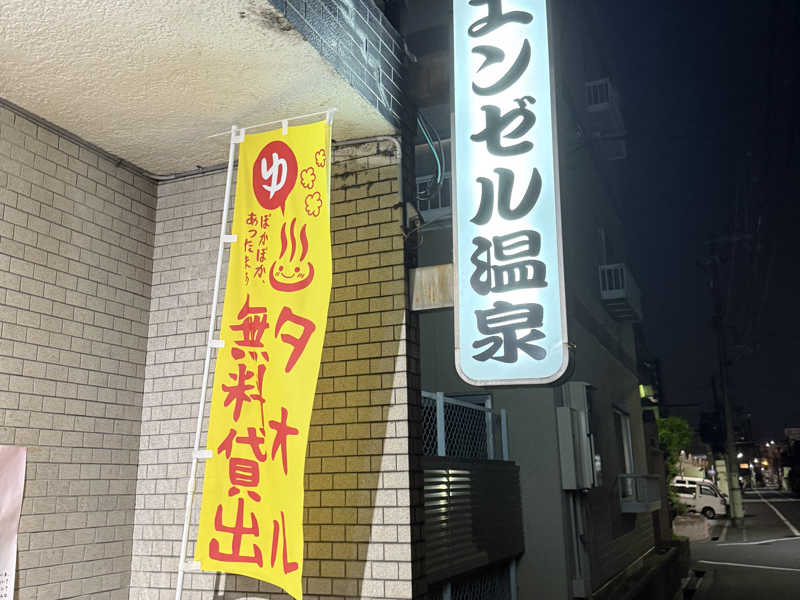 エンゼル温泉
ゆ
ぽかぽか、
あったまろ
タオル
無料貸出